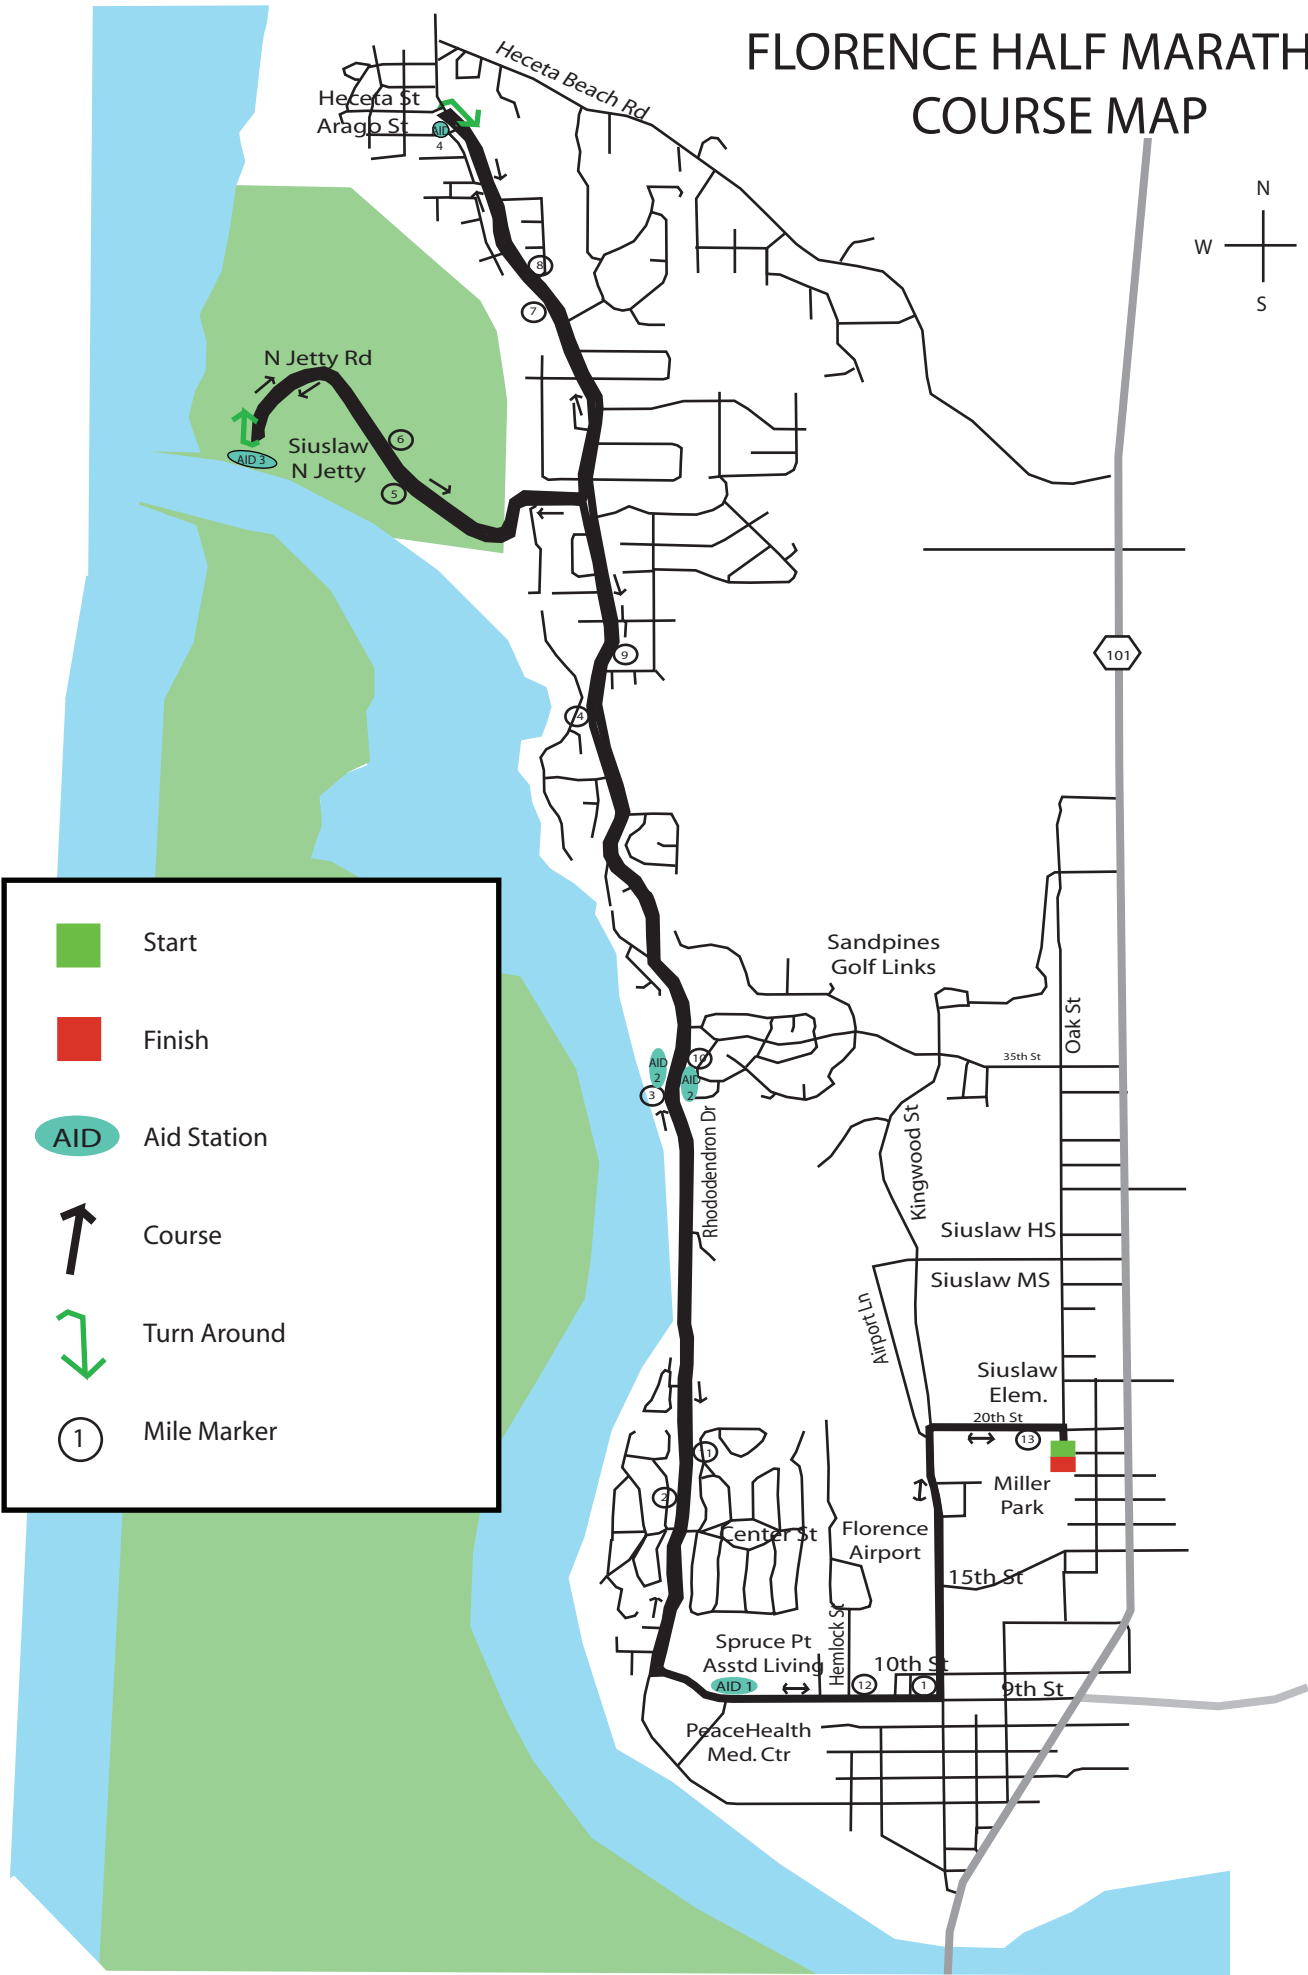 FLORENCE HALF MARATH
COURSE MAP
Heceta Beach Rd
Heceta St
Arago St
AID
4
N
W
S
8
7
N Jetty Rd
Siuslaw
N Jetty
AID 3
6
5
101
9
4
Start
Finish
AID
Aid Station
Course
Turn Around
1
Mile Marker
Sandpines
Golf Links
Oak St
35th St
10
AID
2
AID
2
3
Rhododendron Dr
Kingwood St
Siuslaw HS
Siuslaw MS
Airport Ln
Siuslaw
Elem.
20th St
13
11
2
Miller
Park
Center St
Florence
Airport
15th St
Hemlock St
Spruce Pt
Asstd Living
10th St
AID 1
12
1
9th St
PeaceHealth
Med. Ctr